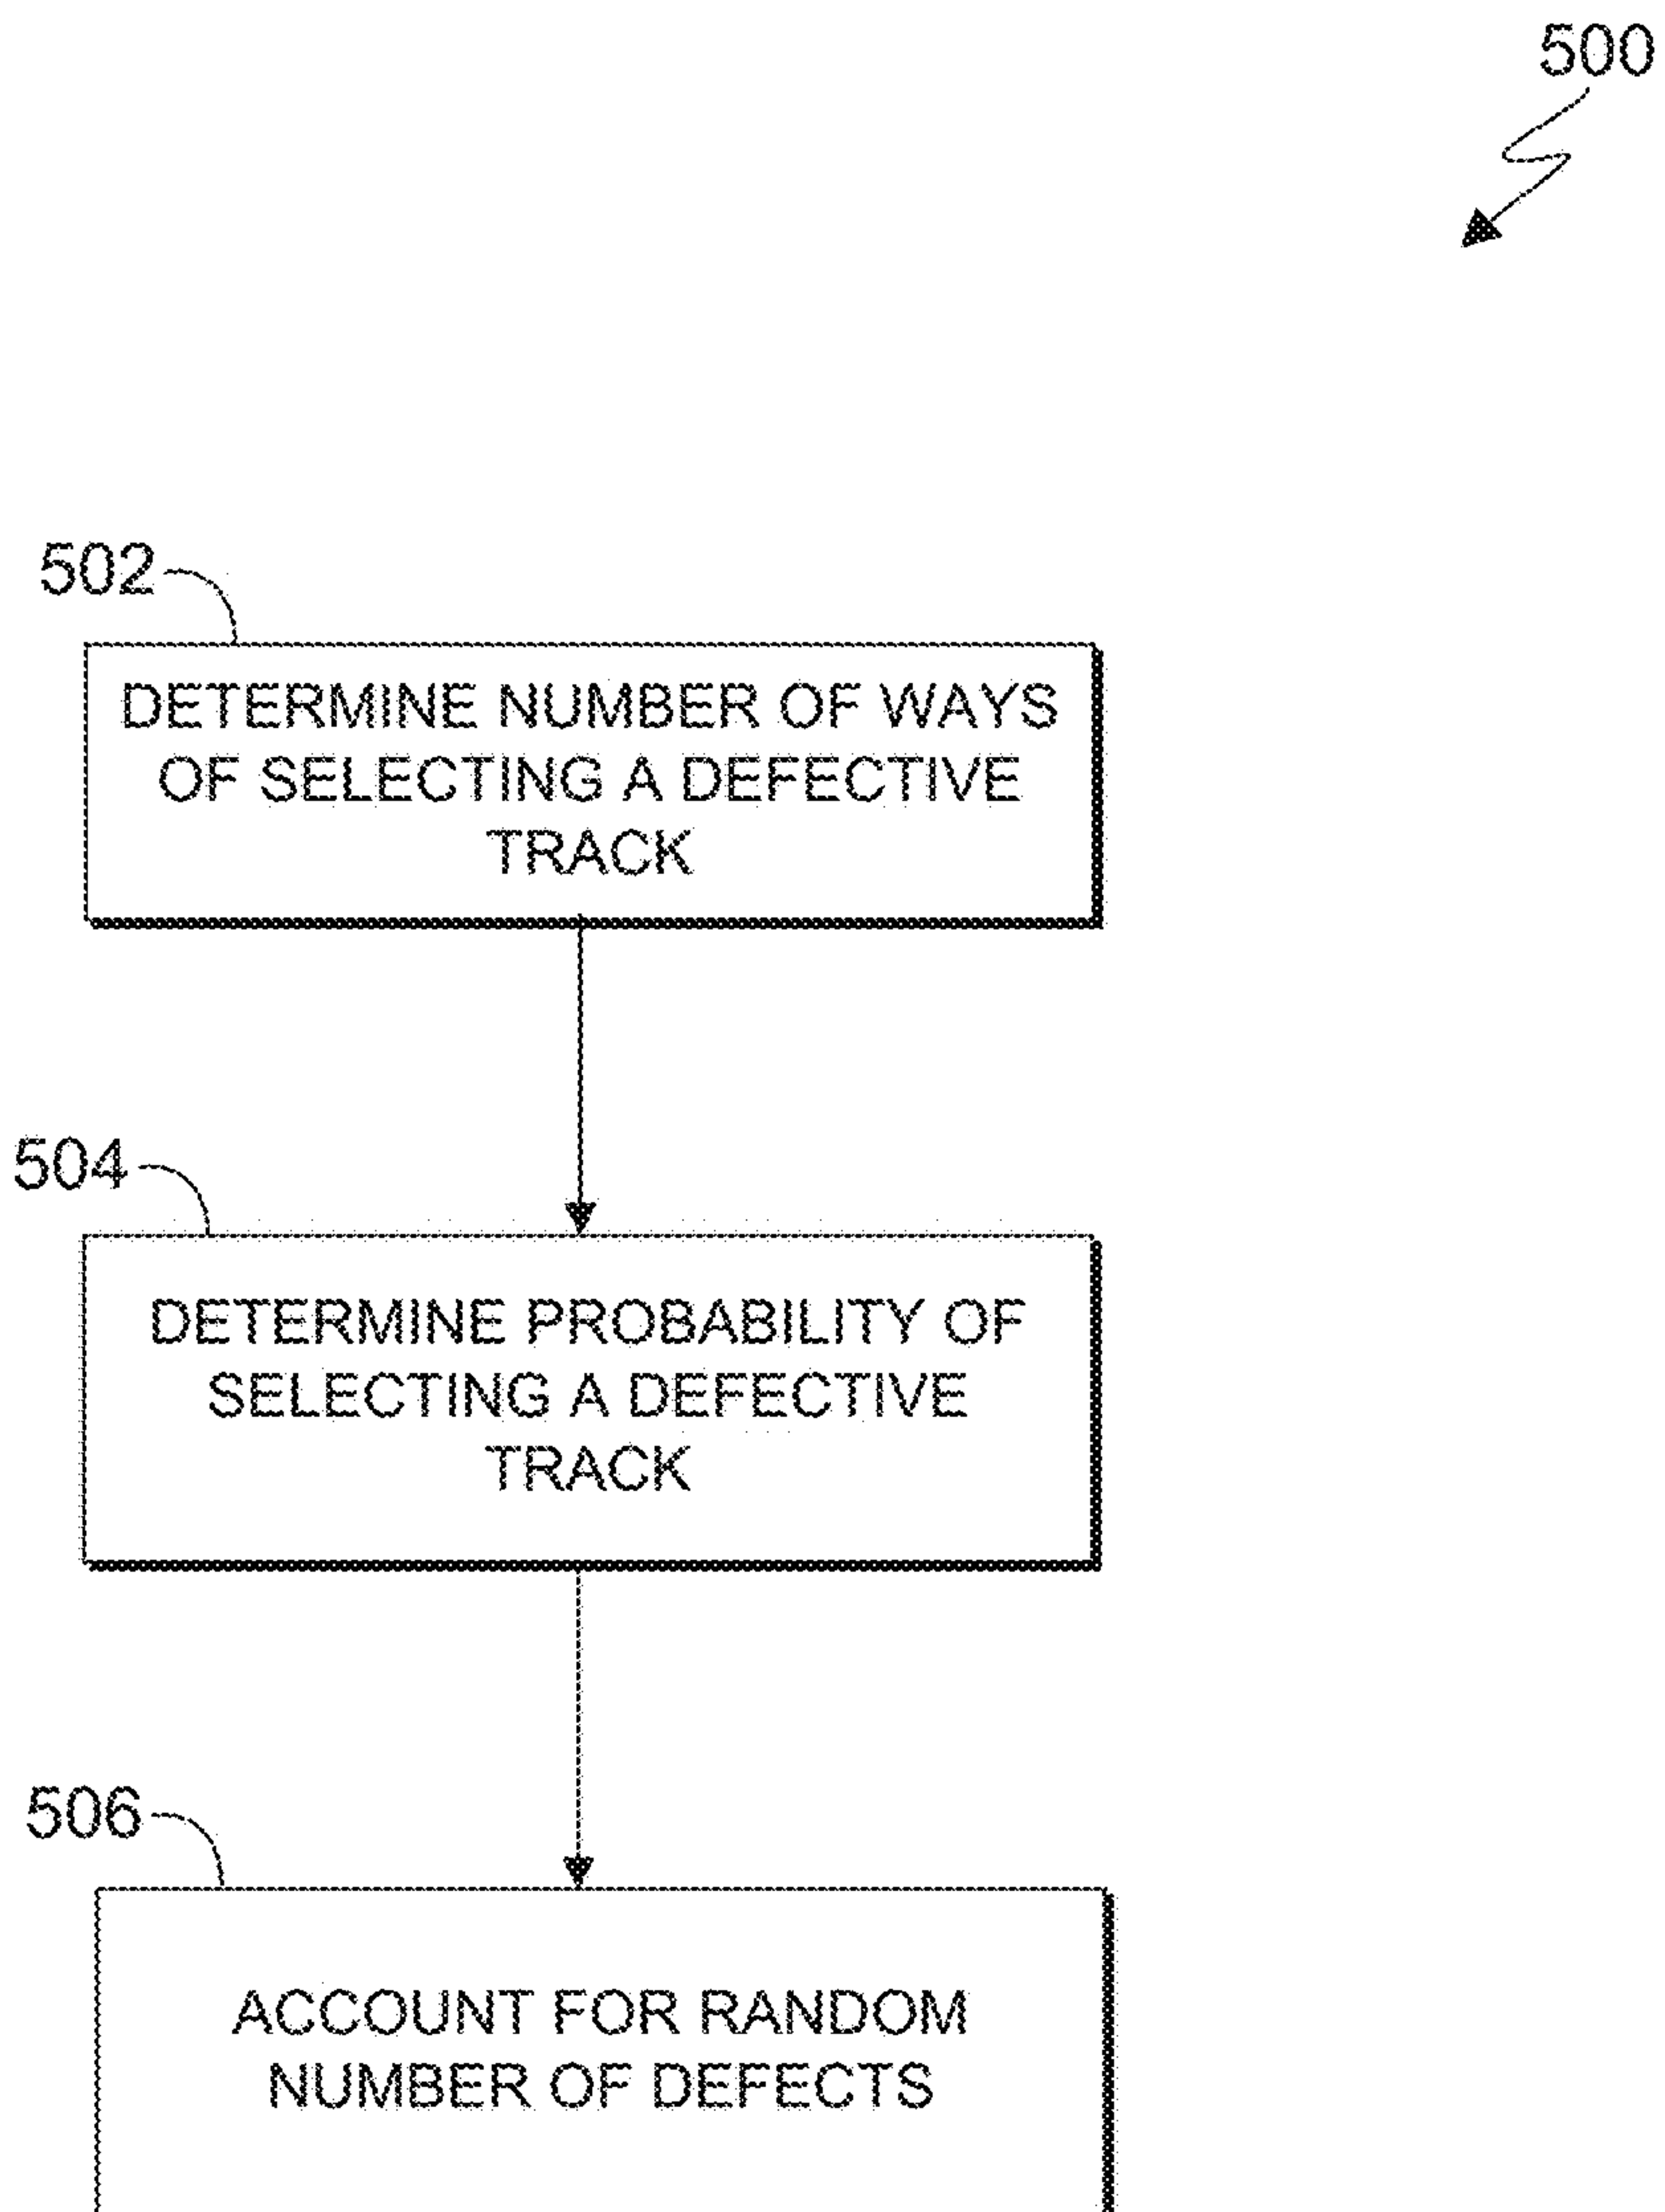 500
502
DETERMINE NUMBER OF WAYS
OF SELECTING A DEFECTIVE
TRACK
504
DETERMINE PROBABILITY OF
SELECTING A DEFECTIVE
TRACK
506
ACCOUNT FOR RANDOM
NUMBER OF DEFECTS